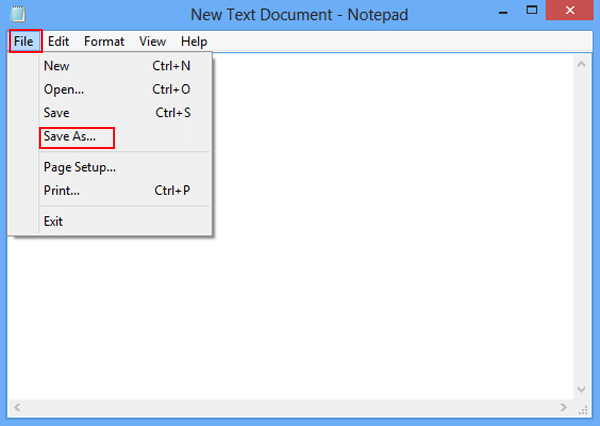 New Text Document - Notepad
File Edit Format View Help
New Ctrl+N
Open... Ctrl+O
Save Ctrl+S
Save As...
Page Setup...
Print... Ctrl+P
Exit